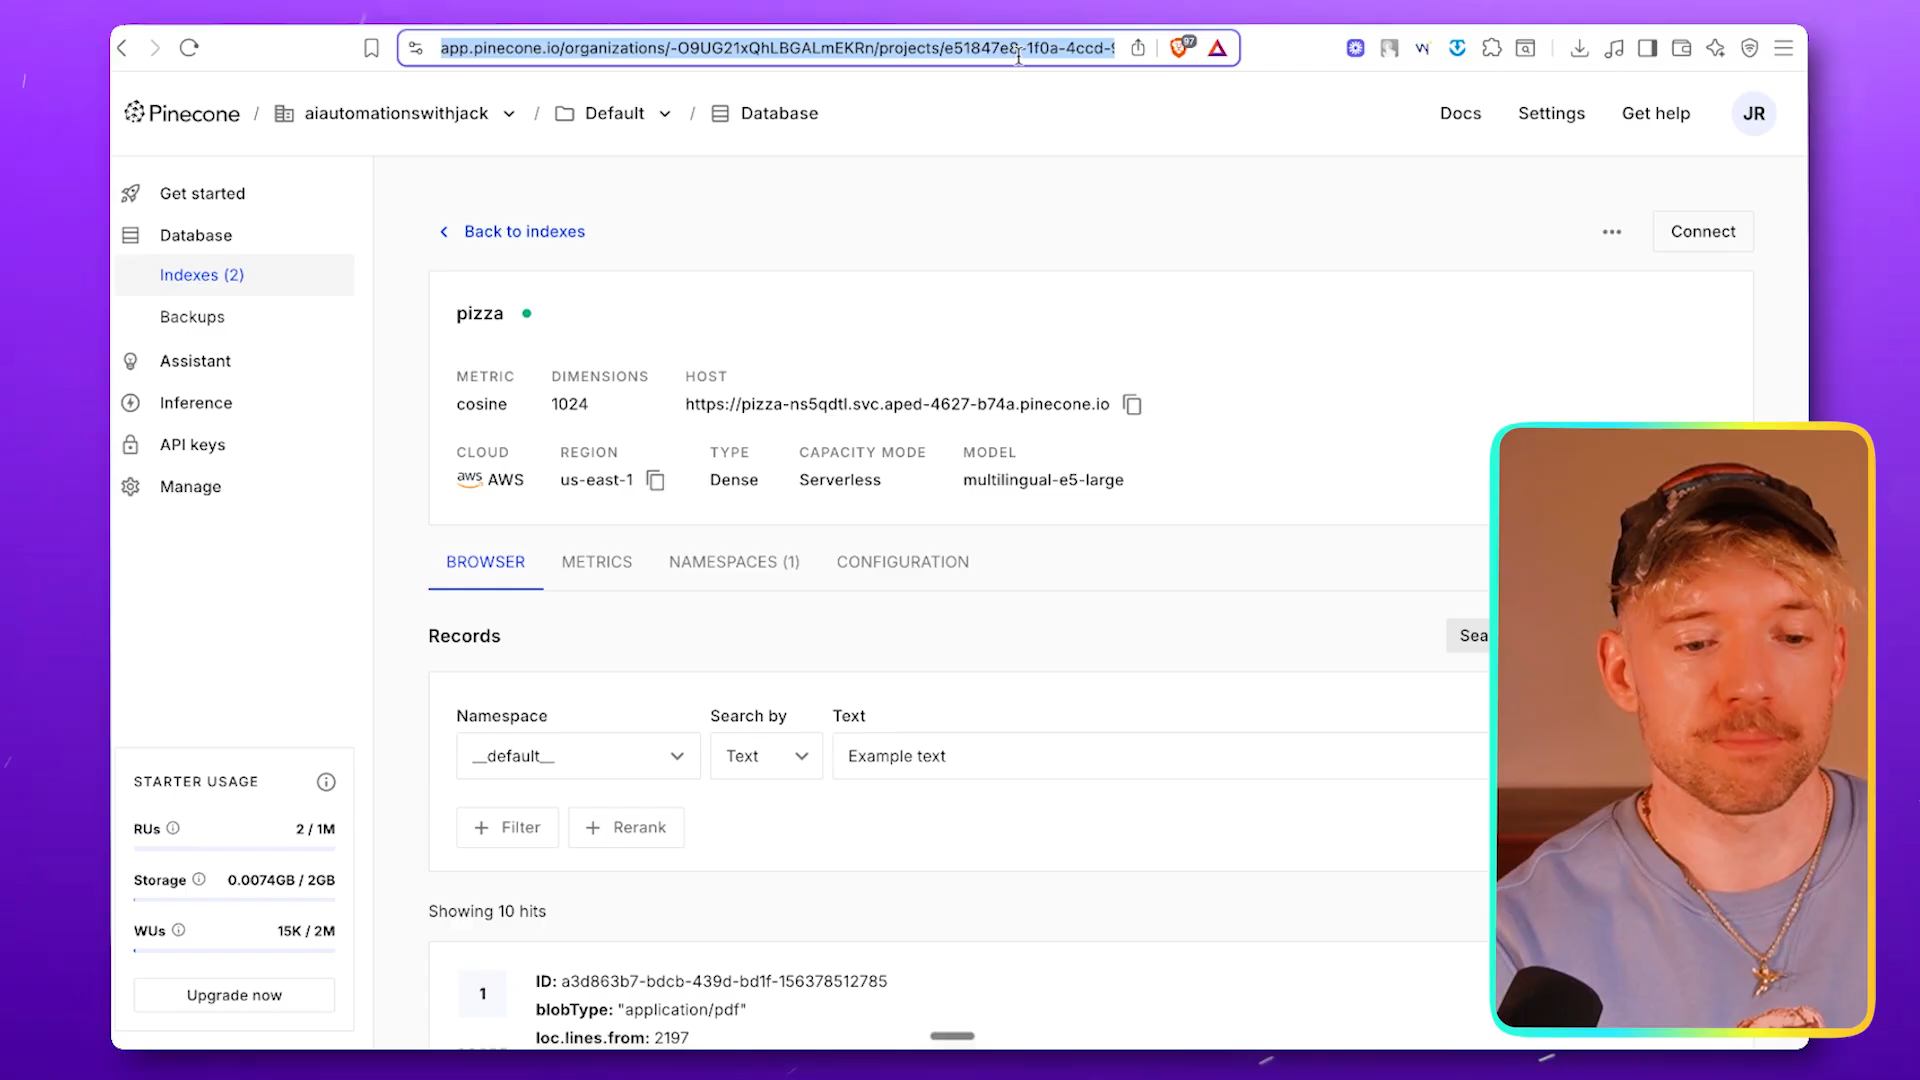 app.pinecone.io/organizations/-O9UG21xQhLBGALmEKRn/projects/e51847e8-1f0a-4ccd-9
97
Pinecone / aiautomationswithjack / Default / Database
Docs Settings Get help JR
Get started
Database
Indexes (2)
Backups
Assistant
Inference
API keys
Manage
Back to indexes
Connect
pizza
METRIC DIMENSIONS HOST
cosine 1024 https://pizza-ns5qdtl.svc.aped-4627-b74a.pinecone.io
CLOUD REGION TYPE CAPACITY MODE MODEL
aws AWS us-east-1 Dense Serverless multilingual-e5-large
BROWSER METRICS NAMESPACES (1) CONFIGURATION
Records
Sea
Namespace Search by Text
__default__ Text Example text
+ Filter + Rerank
Showing 10 hits
1
ID: a3d863b7-bdcb-439d-bd1f-156378512785
blobType: "application/pdf"
loc.lines.from: 2197
STARTER USAGE
RUs 2 / 1M
Storage 0.0074GB / 2GB
WUs 15K / 2M
Upgrade now